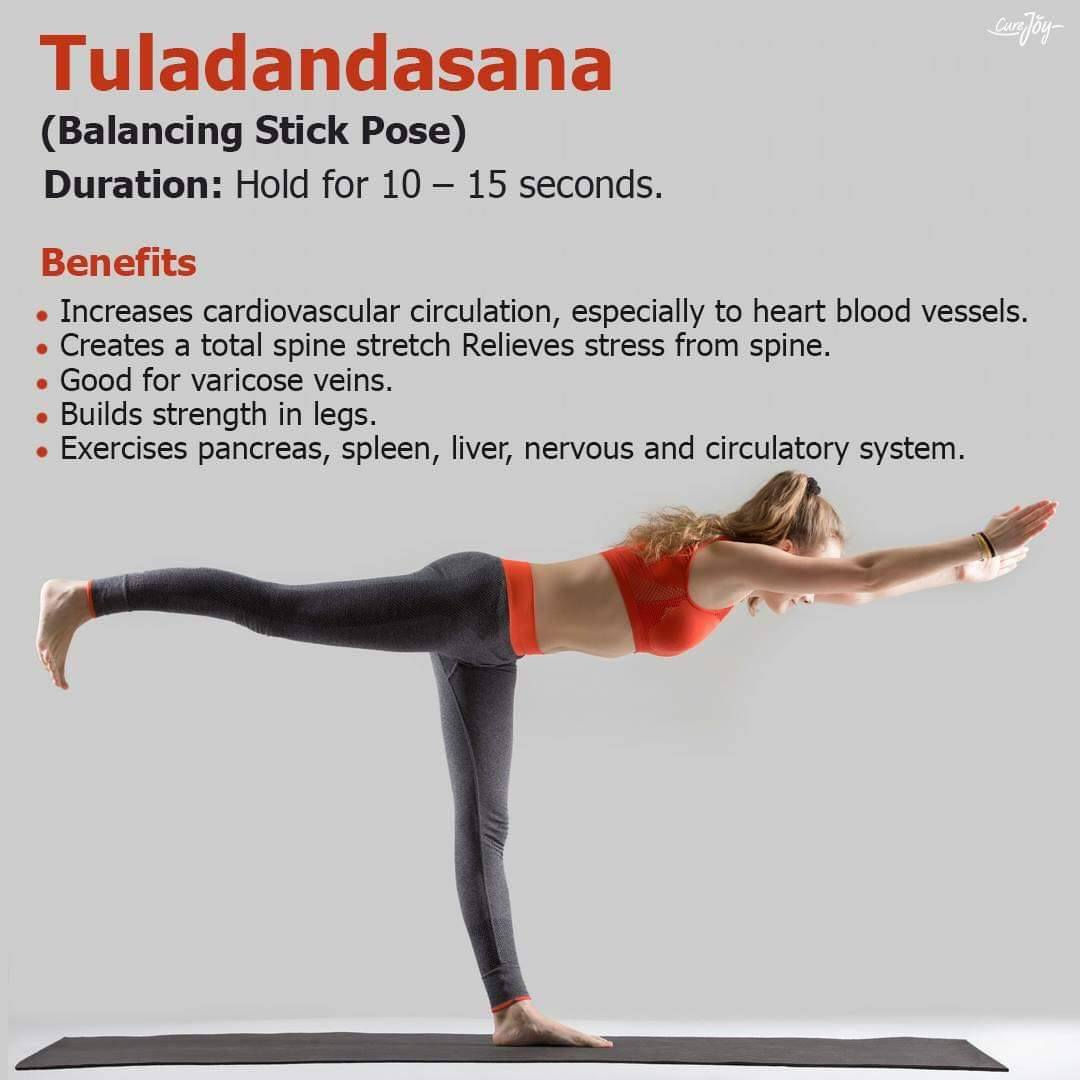 Cure Joy
Tuladandasana
(Balancing Stick Pose)
Duration: Hold for 10 – 15 seconds.
Benefits
• Increases cardiovascular circulation, especially to heart blood vessels.
• Creates a total spine stretch Relieves stress from spine.
• Good for varicose veins.
• Builds strength in legs.
• Exercises pancreas, spleen, liver, nervous and circulatory system.